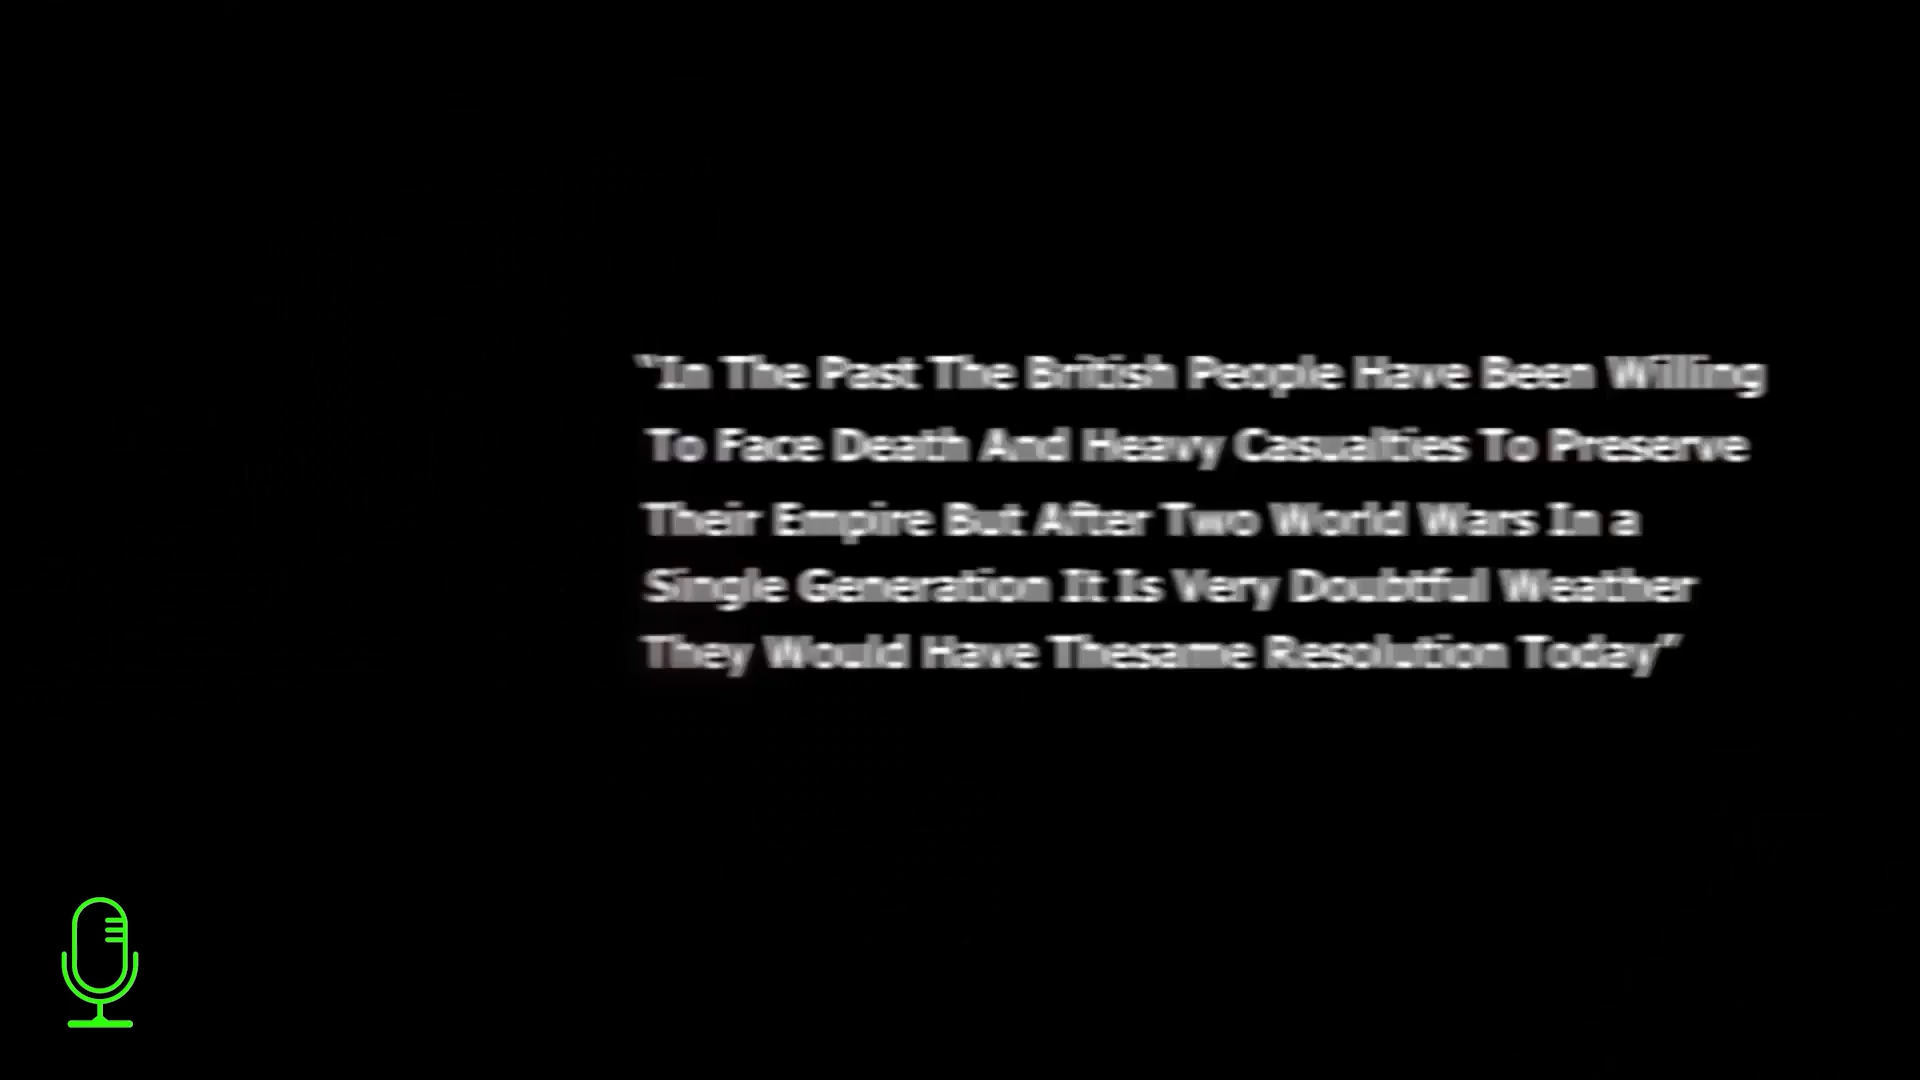 “In The Past The British People Have Been Willing
To Face Death And Heavy Casualties To Preserve
Their Empire But After Two World Wars In a
Single Generation It Is Very Doubtful Weather
They Would Have Thesame Resolution Today”